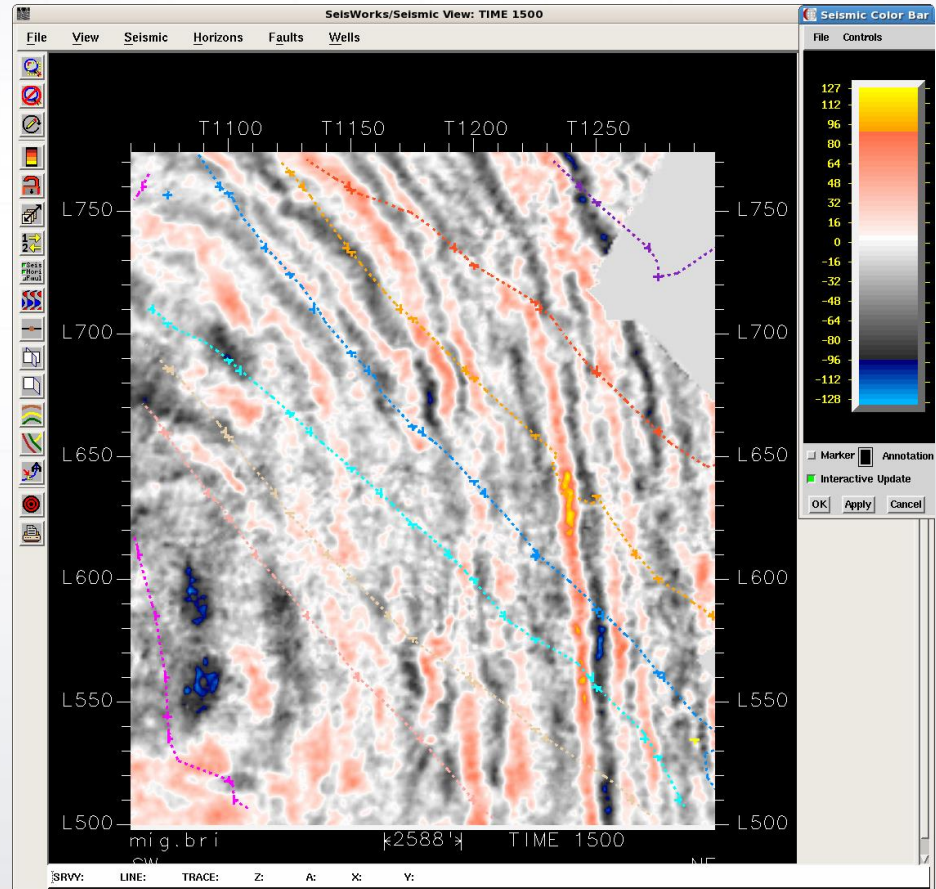 SeisWorks/Seismic View: TIME 1500
File View Seismic Horizons Faults Wells
T1100 T1150 T1200 T1250
L750 L750
L700 L700
L650 L650
L600 L600
L550 L550
L500 L500
mig.bri 2588' TIME 1500
SRVY: LINE: TRACE: Z: A: X: Y:
Seismic Color Bar
File Controls
127
112
96
80
64
48
32
16
0
-16
-32
-48
-64
-80
-96
-112
-128
Marker Annotation
Interactive Update
OK Apply Cancel